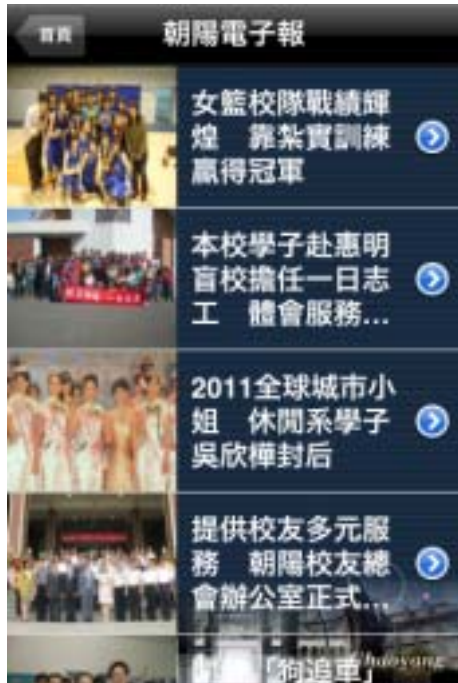 首頁
朝陽電子報
女籃校隊戰績輝
煌 靠紮實訓練
贏得冠軍
本校學子赴惠明
盲校擔任一日志
工 體會服務...
2011全球城市小
姐 休閒系學子
吳欣樺封后
提供校友多元服
務 朝陽校友總
會辦公室正式...
「狗追車」
Chaoyang